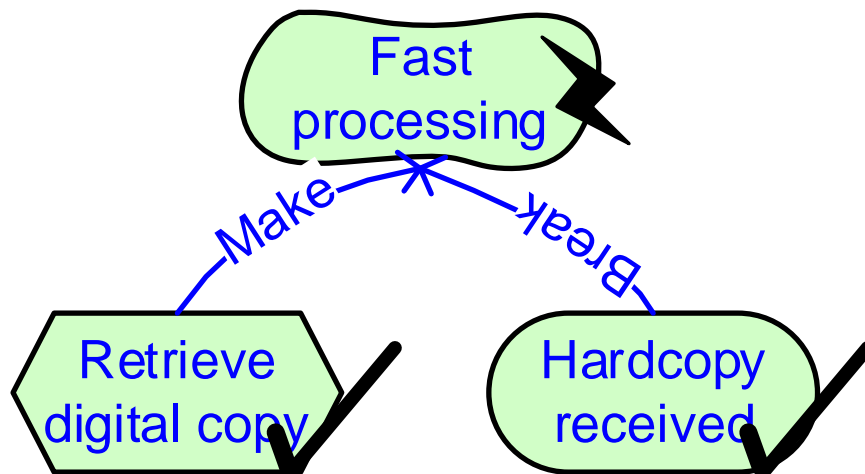 Fast
processing
Make
Break
Retrieve
digital copy
Hardcopy
received